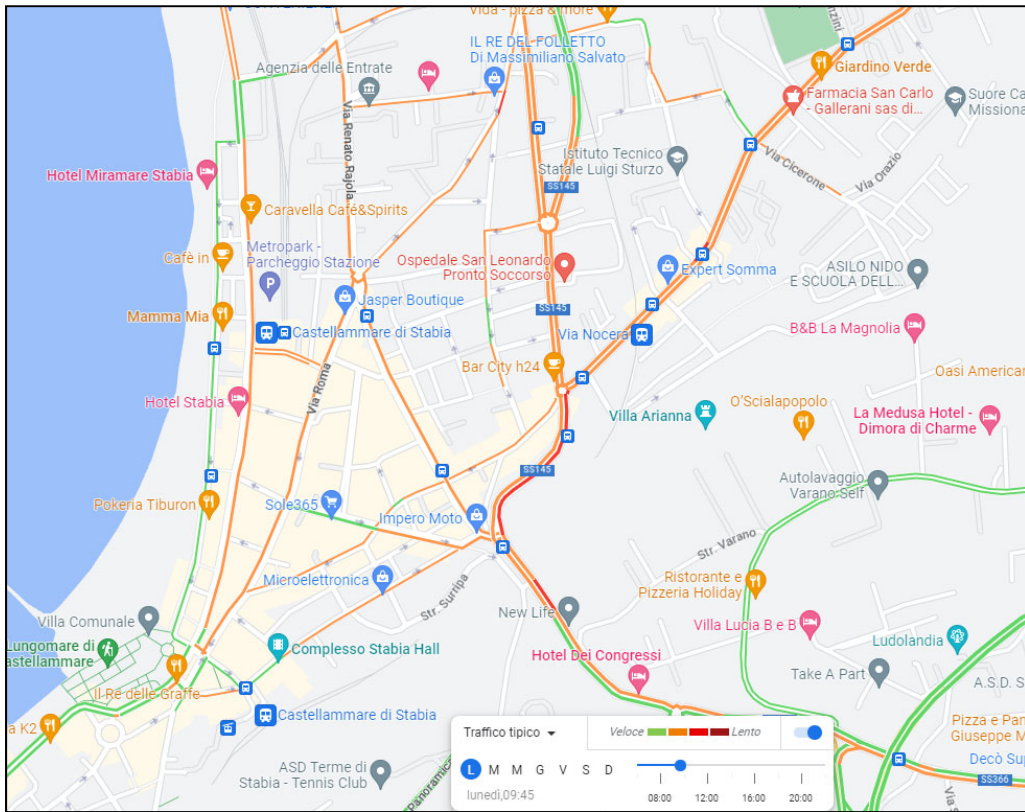 Vida - pizza & more
IL RE DEL FOLLETTO
Di Massimiliano Salvato
Agenzia delle Entrate
Giardino Verde
Farmacia San Carlo
- Gallerani sas di...
Suore Ca
Missiona
Via Renato Rajola
Istituto Tecnico
Statale Luigi Sturzo
Via Cicerone
Via Orazio
Hotel Miramare Stabia
SS145
Caravella Café&Spirits
Cafè in
Metropark -
Parcheggio Stazione
Ospedale San Leonardo
Pronto Soccorso
Expert Somma
ASILO NIDO
E SCUOLA DELL...
Jasper Boutique
Mamma Mia
SS145
Castellammare di Stabia
Via Nocera
B&B La Magnolia
Bar City h24
Via Roma
Oasi American
Hotel Stabia
Villa Arianna
O'Scialapopolo
La Medusa Hotel -
Dimora di Charme
SS145
Autolavaggio
Varano Self
Pokeria Tiburon
Sole365
Impero Moto
Str. Varano
Microelettronica
Ristorante e
Pizzeria Holiday
Str. Surripa
New Life
Villa Comunale
Villa Lucia B e B
Ludolandia
Lungomare di
astellammare
Complesso Stabia Hall
Hotel Dei Congressi
Take A Part
Il Re delle Graffe
A.S.D. S
a K2
Castellammare di Stabia
Pizza e Pan
Giuseppe M
Traffico tipico
Veloce
Lento
Decò Sup
ASD Terme di
Stabia - Tennis Club
Panoramica
L M M G V S D
lunedì,09:45
08:00 12:00 16:00 20:00
SS366